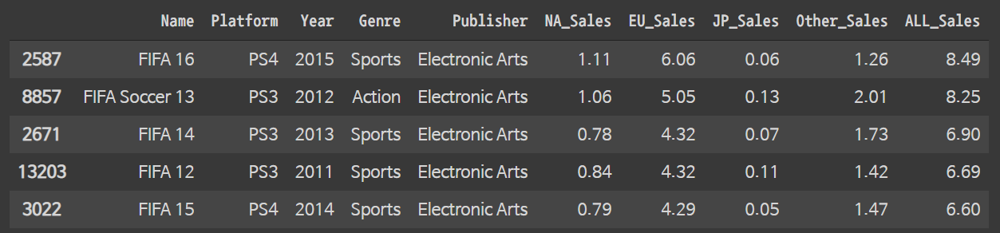 Name Platform Year Genre Publisher NA_Sales EU_Sales JP_Sales Other_Sales ALL_Sales
2587 FIFA 16 PS4 2015 Sports Electronic Arts 1.11 6.06 0.06 1.26 8.49
8857 FIFA Soccer 13 PS3 2012 Action Electronic Arts 1.06 5.05 0.13 2.01 8.25
2671 FIFA 14 PS3 2013 Sports Electronic Arts 0.78 4.32 0.07 1.73 6.90
13203 FIFA 12 PS3 2011 Sports Electronic Arts 0.84 4.32 0.11 1.42 6.69
3022 FIFA 15 PS4 2014 Sports Electronic Arts 0.79 4.29 0.05 1.47 6.60